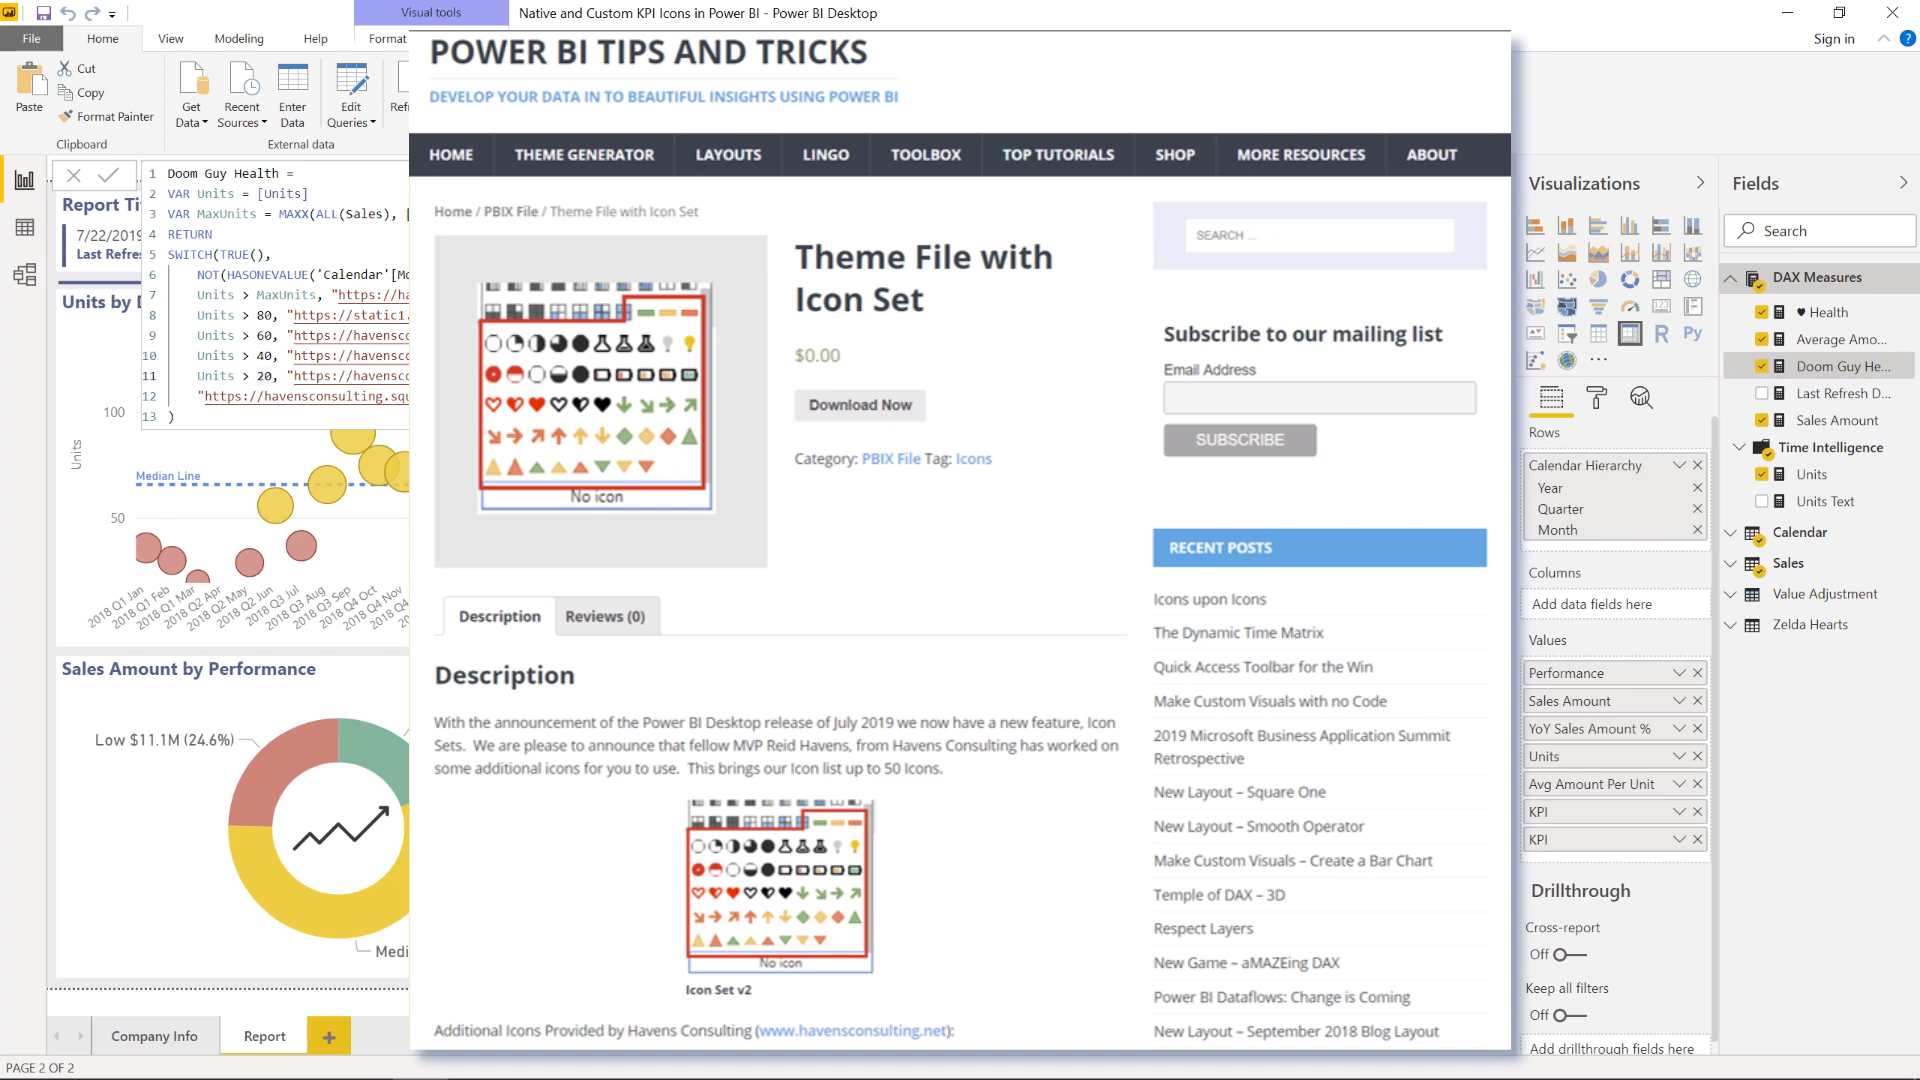 Visual tools
Native and Custom KPI Icons in Power BI - Power BI Desktop
Sign in
File
Home
View
Modeling
Help
Format
Paste
Cut
Copy
Format Painter
Clipboard
Get Data
Recent Sources
Enter Data
Edit Queries
External data
1 Doom Guy Health =
2 VAR Units = [Units]
3 VAR MaxUnits = MAXX(ALL(Sales), [
4 RETURN
5 SWITCH(TRUE(),
6 NOT(HASONEVALUE('Calendar'[Mo
7 Units > MaxUnits, "https://ha
8 Units > 80, "https://static1.
9 Units > 60, "https://havensco
10 Units > 40, "https://havensco
11 Units > 20, "https://havensco
12 "https://havensconsulting.squ
13 )
Report Ti
7/22/2019
Last Refre
Units by
100
50
Units
Median Line
2018 Q1 Jan
2018 Q1 Feb
2018 Q1 Mar
2018 Q2 Apr
2018 Q2 May
2018 Q2 Jun
2018 Q3 Jul
2018 Q3 Aug
2018 Q3 Sep
2018 Q4 Oct
2018 Q4 Nov
Sales Amount by Performance
Low $11.1M (24.6%)
Medi
Company Info
Report
PAGE 2 OF 2
POWER BI TIPS AND TRICKS
DEVELOP YOUR DATA IN TO BEAUTIFUL INSIGHTS USING POWER BI
HOME
THEME GENERATOR
LAYOUTS
LINGO
TOOLBOX
TOP TUTORIALS
SHOP
MORE RESOURCES
ABOUT
Home / PBIX File / Theme File with Icon Set
No icon
Theme File with
Icon Set
$0.00
Download Now
Category: PBIX File Tag: Icons
Description
Reviews (0)
Description
With the announcement of the Power BI Desktop release of July 2019 we now have a new feature, Icon
Sets. We are please to announce that fellow MVP Reid Havens, from Havens Consulting has worked on
some additional icons for you to use. This brings our Icon list up to 50 Icons.
No icon
Icon Set v2
Additional Icons Provided by Havens Consulting (www.havensconsulting.net):
SEARCH ...
Subscribe to our mailing list
Email Address
SUBSCRIBE
RECENT POSTS
Icons upon Icons
The Dynamic Time Matrix
Quick Access Toolbar for the Win
Make Custom Visuals with no Code
2019 Microsoft Business Application Summit
Retrospective
New Layout – Square One
New Layout – Smooth Operator
Make Custom Visuals – Create a Bar Chart
Temple of DAX – 3D
Respect Layers
New Game – aMAZEing DAX
Power BI Dataflows: Change is Coming
New Layout – September 2018 Blog Layout
Visualizations
R
Py
Rows
Calendar Hierarchy
Year
Quarter
Month
Columns
Add data fields here
Values
Performance
Sales Amount
YoY Sales Amount %
Units
Avg Amount Per Unit
KPI
KPI
Drillthrough
Cross-report
Off
Keep all filters
Off
Add drillthrough fields here
Fields
Search
DAX Measures
♥ Health
Average Amo...
Doom Guy He...
Last Refresh D...
Sales Amount
Time Intelligence
Units
Units Text
Calendar
Sales
Value Adjustment
Zelda Hearts